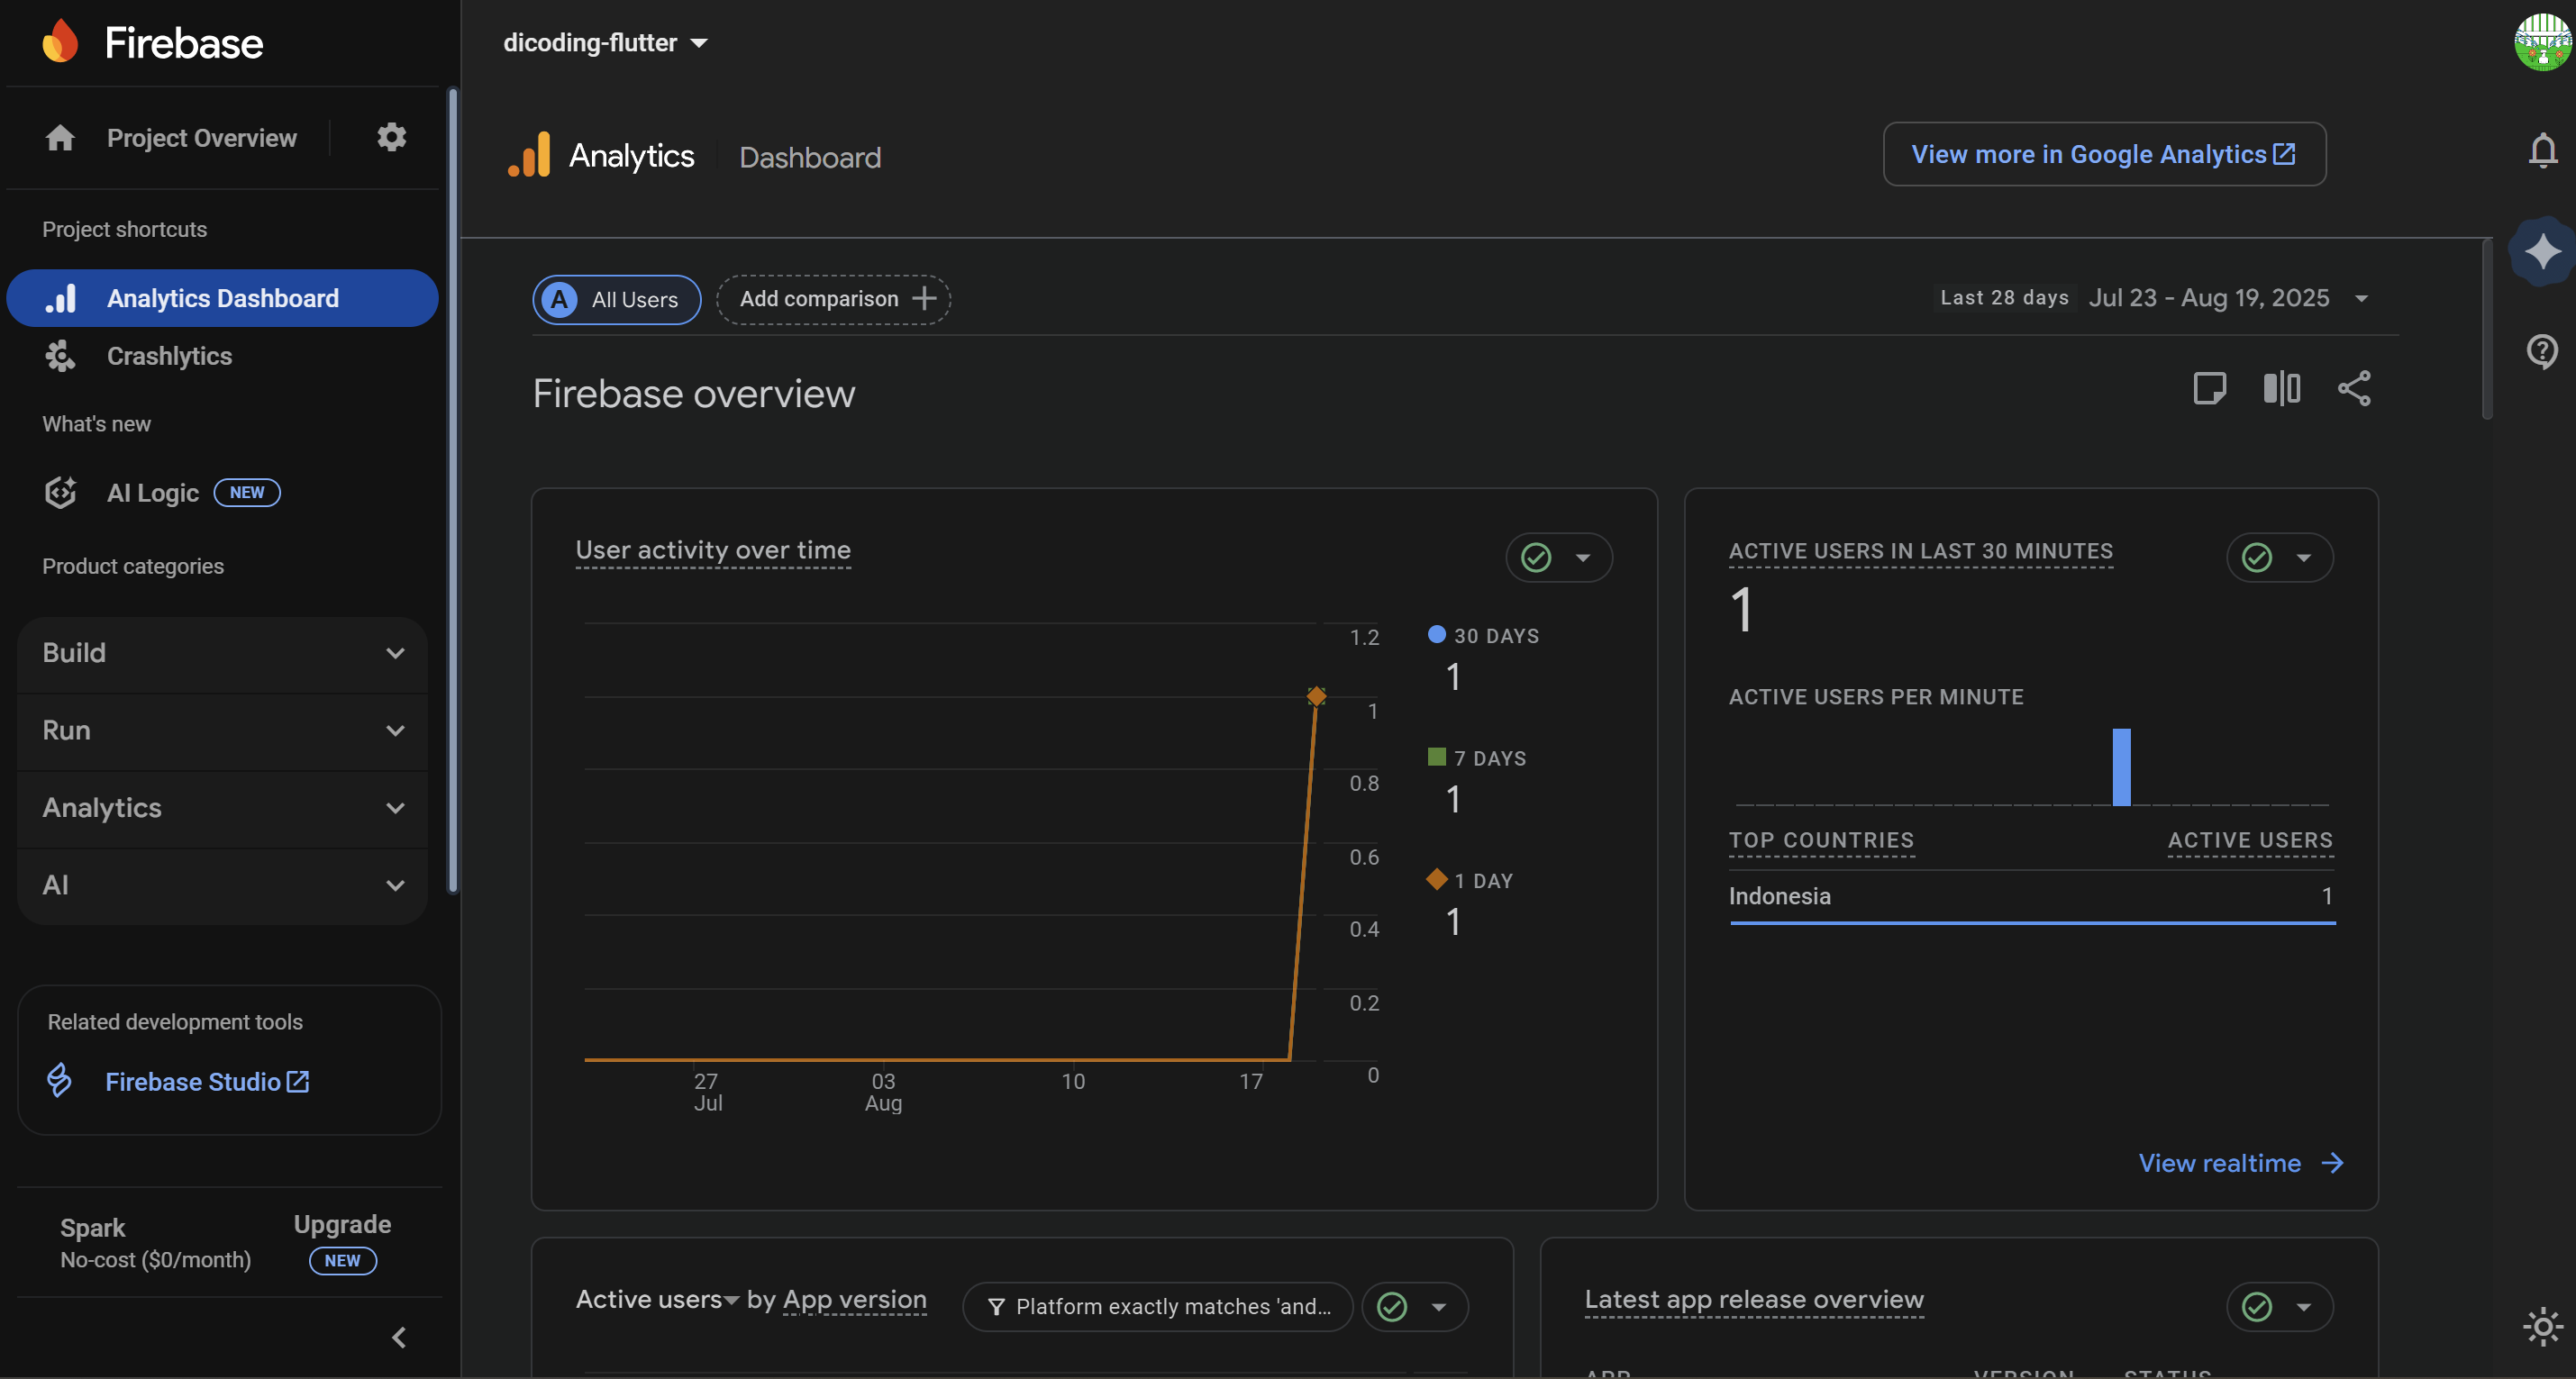 Firebase
Project Overview
Project shortcuts
Analytics Dashboard
Crashlytics
What's new
AI Logic NEW
Product categories
Build
Run
Analytics
AI
Related development tools
Firebase Studio
Spark
No-cost ($0/month)
Upgrade
NEW
dicoding-flutter
Analytics Dashboard
View more in Google Analytics
A All Users
Add comparison
Last 28 days Jul 23 - Aug 19, 2025
Firebase overview
User activity over time
1.2
1
0.8
0.6
0.4
0.2
0
27 Jul
03 Aug
10
17
30 DAYS
1
7 DAYS
1
1 DAY
1
ACTIVE USERS IN LAST 30 MINUTES
1
ACTIVE USERS PER MINUTE
TOP COUNTRIES ACTIVE USERS
Indonesia 1
View realtime
Active users by App version
Platform exactly matches 'and...
Latest app release overview
APP VERSION STATUS